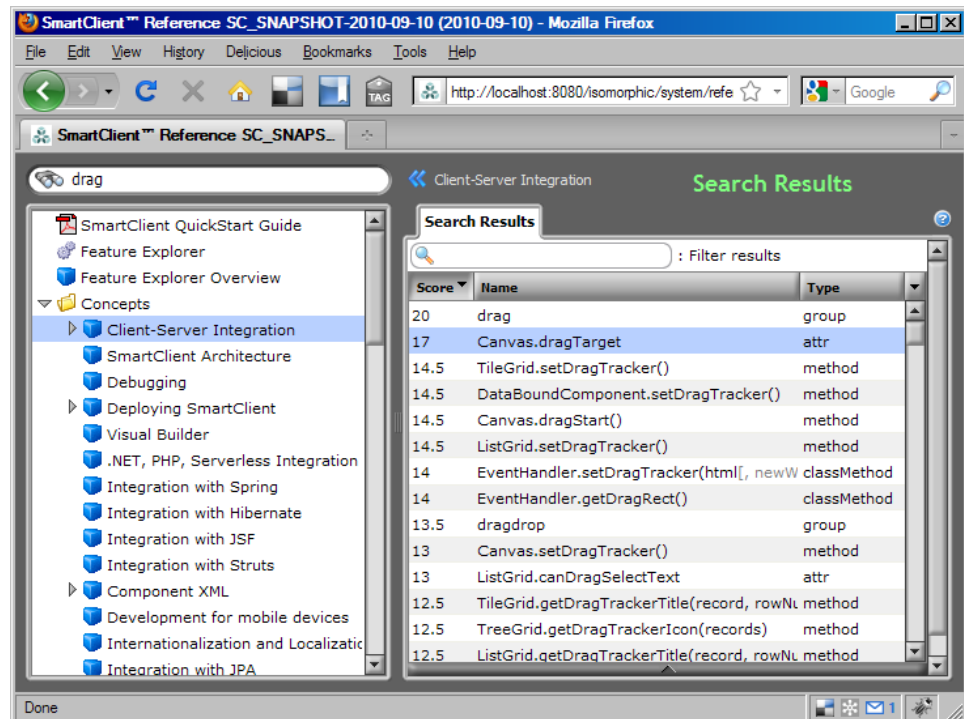 SmartClient™ Reference SC_SNAPSHOT-2010-09-10 (2010-09-10) - Mozilla Firefox
File Edit View History Delicious Bookmarks Tools Help
TAG
http://localhost:8080/isomorphic/system/refe
Google
SmartClient™ Reference SC_SNAPS...
drag
SmartClient QuickStart Guide
Feature Explorer
Feature Explorer Overview
Concepts
Client-Server Integration
SmartClient Architecture
Debugging
Deploying SmartClient
Visual Builder
.NET, PHP, Serverless Integration
Integration with Spring
Integration with Hibernate
Integration with JSF
Integration with Struts
Component XML
Development for mobile devices
Internationalization and Localizatic
Integration with JPA
Client-Server Integration
Search Results
Search Results
: Filter results
Score Name Type
20 drag group
17 Canvas.dragTarget attr
14.5 TileGrid.setDragTracker() method
14.5 DataBoundComponent.setDragTracker() method
14.5 Canvas.dragStart() method
14.5 ListGrid.setDragTracker() method
14 EventHandler.setDragTracker(html[, newW classMethod
14 EventHandler.getDragRect() classMethod
13.5 dragdrop group
13 Canvas.setDragTracker() method
13 ListGrid.canDragSelectText attr
12.5 TileGrid.getDragTrackerTitle(record, rowNu method
12.5 TreeGrid.getDragTrackerIcon(records) method
12.5 ListGrid.getDragTrackerTitle(record, rowNu method
Done
1